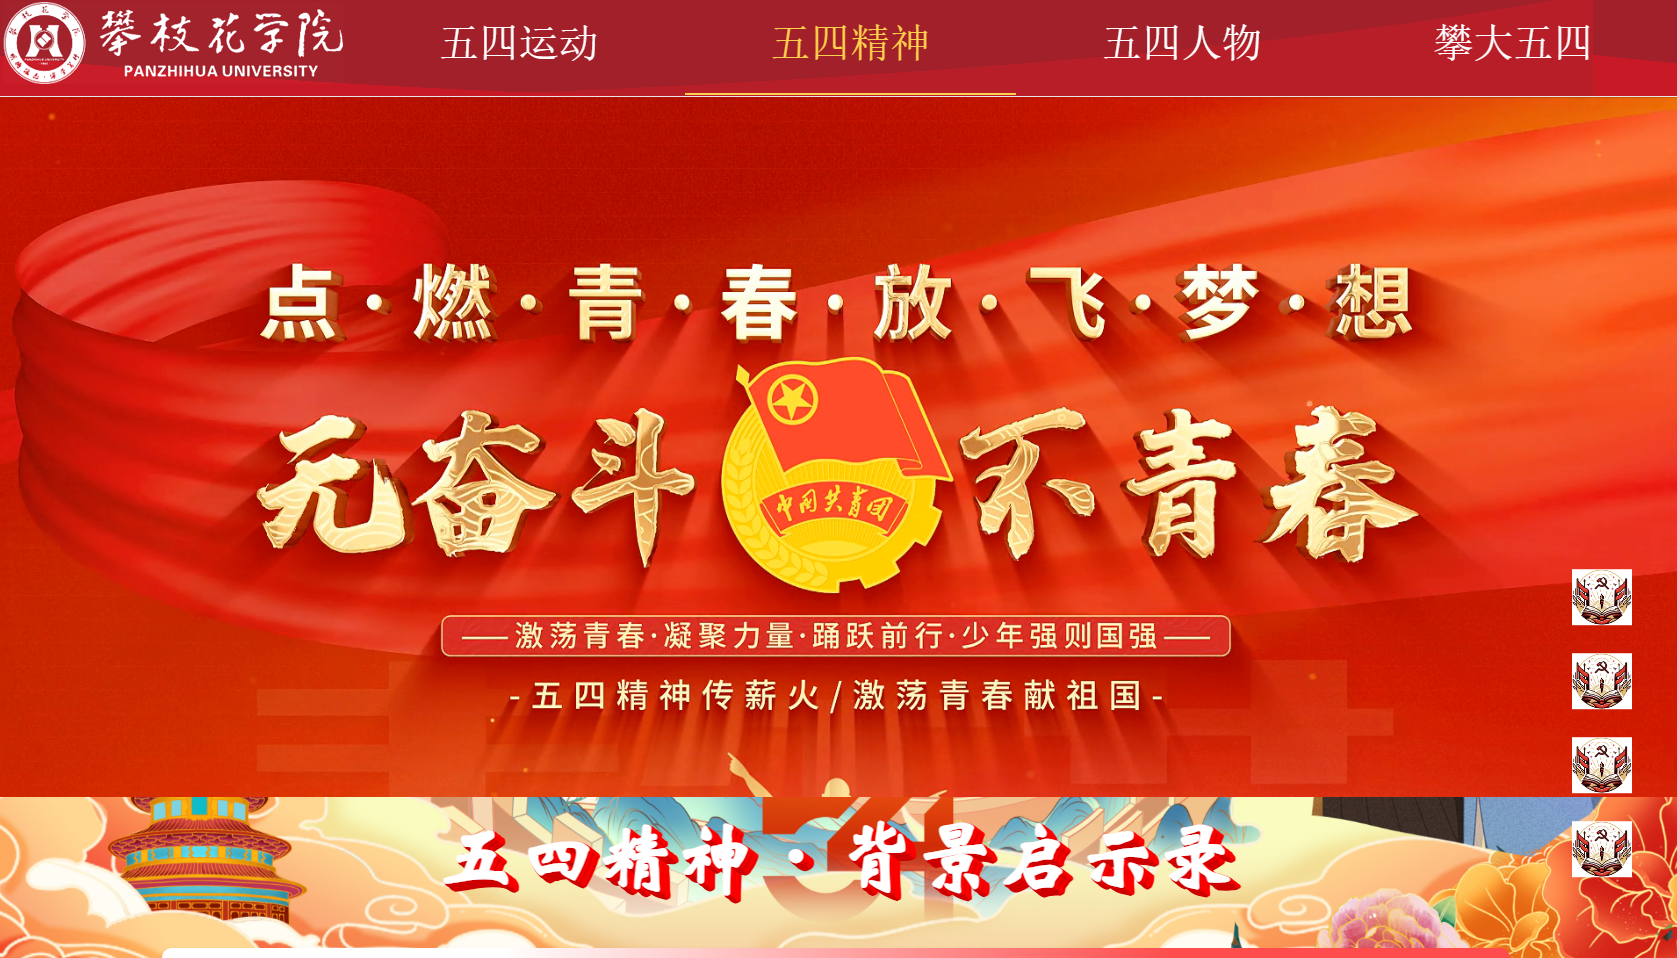 攀枝花学院
PANZHIHUA UNIVERSITY
五四运动
五四精神
五四人物
攀大五四
点·燃·青·春·放·飞·梦·想
无奋斗
不青春
中国共青团
——激荡青春·凝聚力量·踊跃前行·少年强则国强——
-五四精神传薪火/激荡青春献祖国-
五四精神·背景启示录